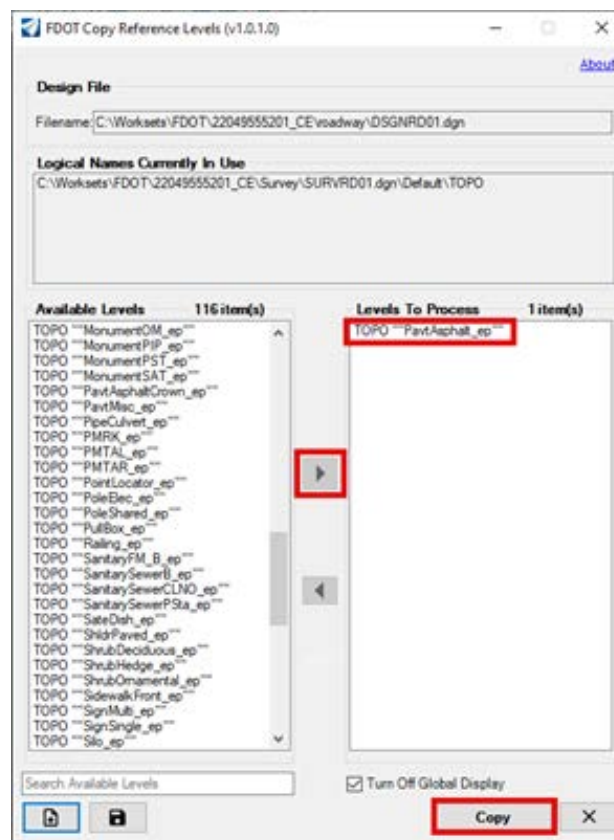 FDOT Copy Reference Levels (v1.0.1.0)
About
Design File
Filename: C:\Worksets\FDOT\22049555201_CE\roadway\DSGNRD01.dgn
Logical Names Currently In Use
C:\Worksets\FDOT\22049555201_CE\Survey\SURVRD01.dgn\Default\TOPO
Available Levels 116 item(s)
TOPO ""MonumentOM_ep""
TOPO ""MonumentPIP_ep""
TOPO ""MonumentPST_ep""
TOPO ""MonumentSAT_ep""
TOPO ""PavtAsphaltCrown_ep""
TOPO ""PavtMisc_ep""
TOPO ""PipeCulvert_ep""
TOPO ""PMRK_ep""
TOPO ""PMTAL_ep""
TOPO ""PMTAR_ep""
TOPO ""PointLocator_ep""
TOPO ""PoleElec_ep""
TOPO ""PoleShared_ep""
TOPO ""PullBox_ep""
TOPO ""Railing_ep""
TOPO ""SanitaryFM_B_ep""
TOPO ""SanitarySewerB_ep""
TOPO ""SanitarySewerCLNO_ep""
TOPO ""SanitarySewerPSta_ep""
TOPO ""SateDish_ep""
TOPO ""ShldrPaved_ep""
TOPO ""ShrubDeciduous_ep""
TOPO ""ShrubHedge_ep""
TOPO ""ShrubOrnamental_ep""
TOPO ""SidewalkFront_ep""
TOPO ""SignMulti_ep""
TOPO ""SignSingle_ep""
TOPO ""Silo_ep""
Levels To Process 1 item(s)
TOPO ""PavtAsphalt_ep""
Search Available Levels
Turn Off Global Display
Copy